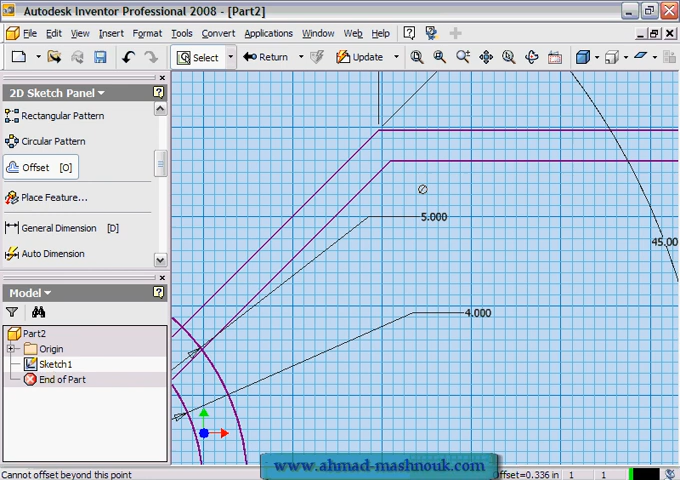 Autodesk Inventor Professional 2008 - [Part2]
File Edit View Insert Format Tools Convert Applications Window Web Help
Select Return Update
2D Sketch Panel
Rectangular Pattern
Circular Pattern
Offset [O]
Place Feature...
General Dimension [D]
Auto Dimension
Model
Part2
Origin
Sketch1
End of Part
5.000
45.00
4.000
Cannot offset beyond this point
www.ahmad-mashnouk.com
Offset=0.336 in 1 1